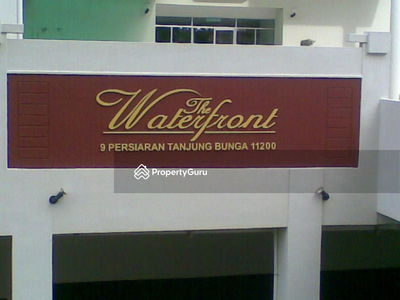 The
Waterfront
9 PERSIARAN TANJUNG BUNGA 11200
PropertyGuru